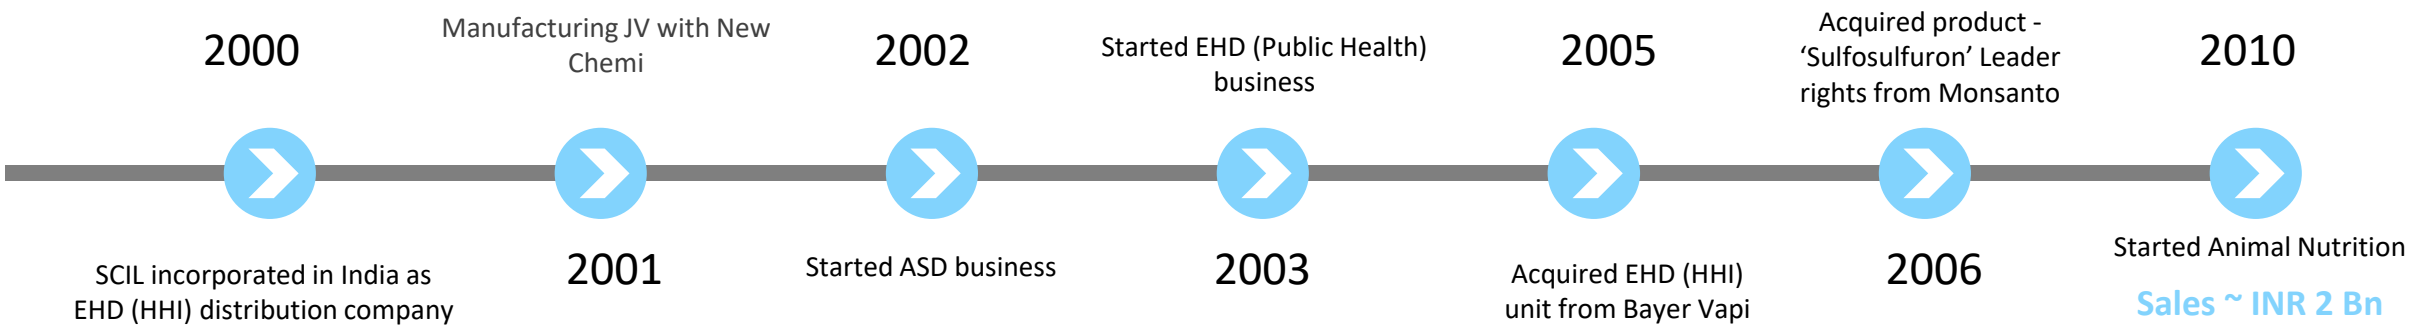 2000
SCIL incorporated in India as
EHD (HHI) distribution company
Manufacturing JV with New
Chemi
2001
2002
Started ASD business
Started EHD (Public Health)
business
2003
2005
Acquired EHD (HHI)
unit from Bayer Vapi
Acquired product -
‘Sulfosulfuron’ Leader
rights from Monsanto
2006
2010
Started Animal Nutrition
Sales ~ INR 2 Bn